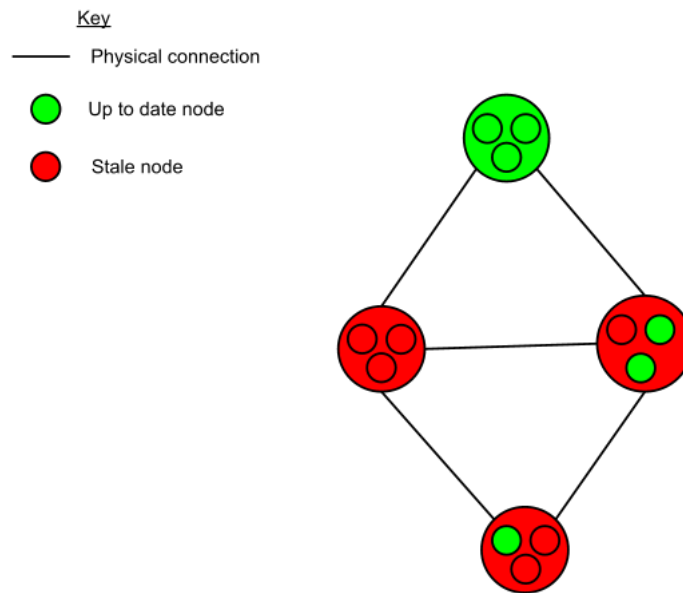 Key
Physical connection
Up to date node
Stale node